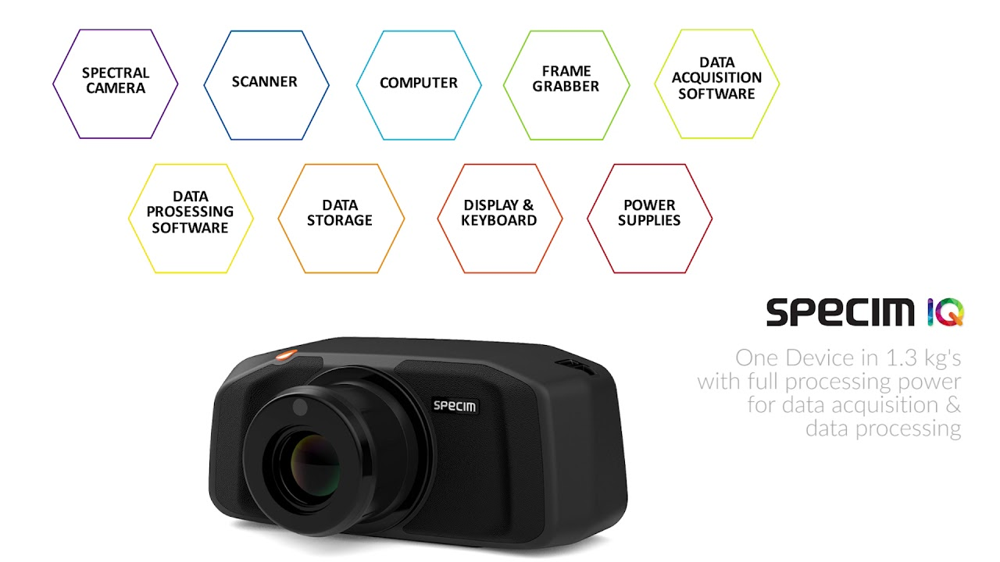 SPECTRAL
CAMERA
SCANNER
COMPUTER
FRAME
GRABBER
DATA
ACQUISITION
SOFTWARE
DATA
PROSESSING
SOFTWARE
DATA
STORAGE
DISPLAY &
KEYBOARD
POWER
SUPPLIES
SPECIM IQ
One Device in 1.3 kg's
with full processing power
for data acquisition &
data processing
SPECIM